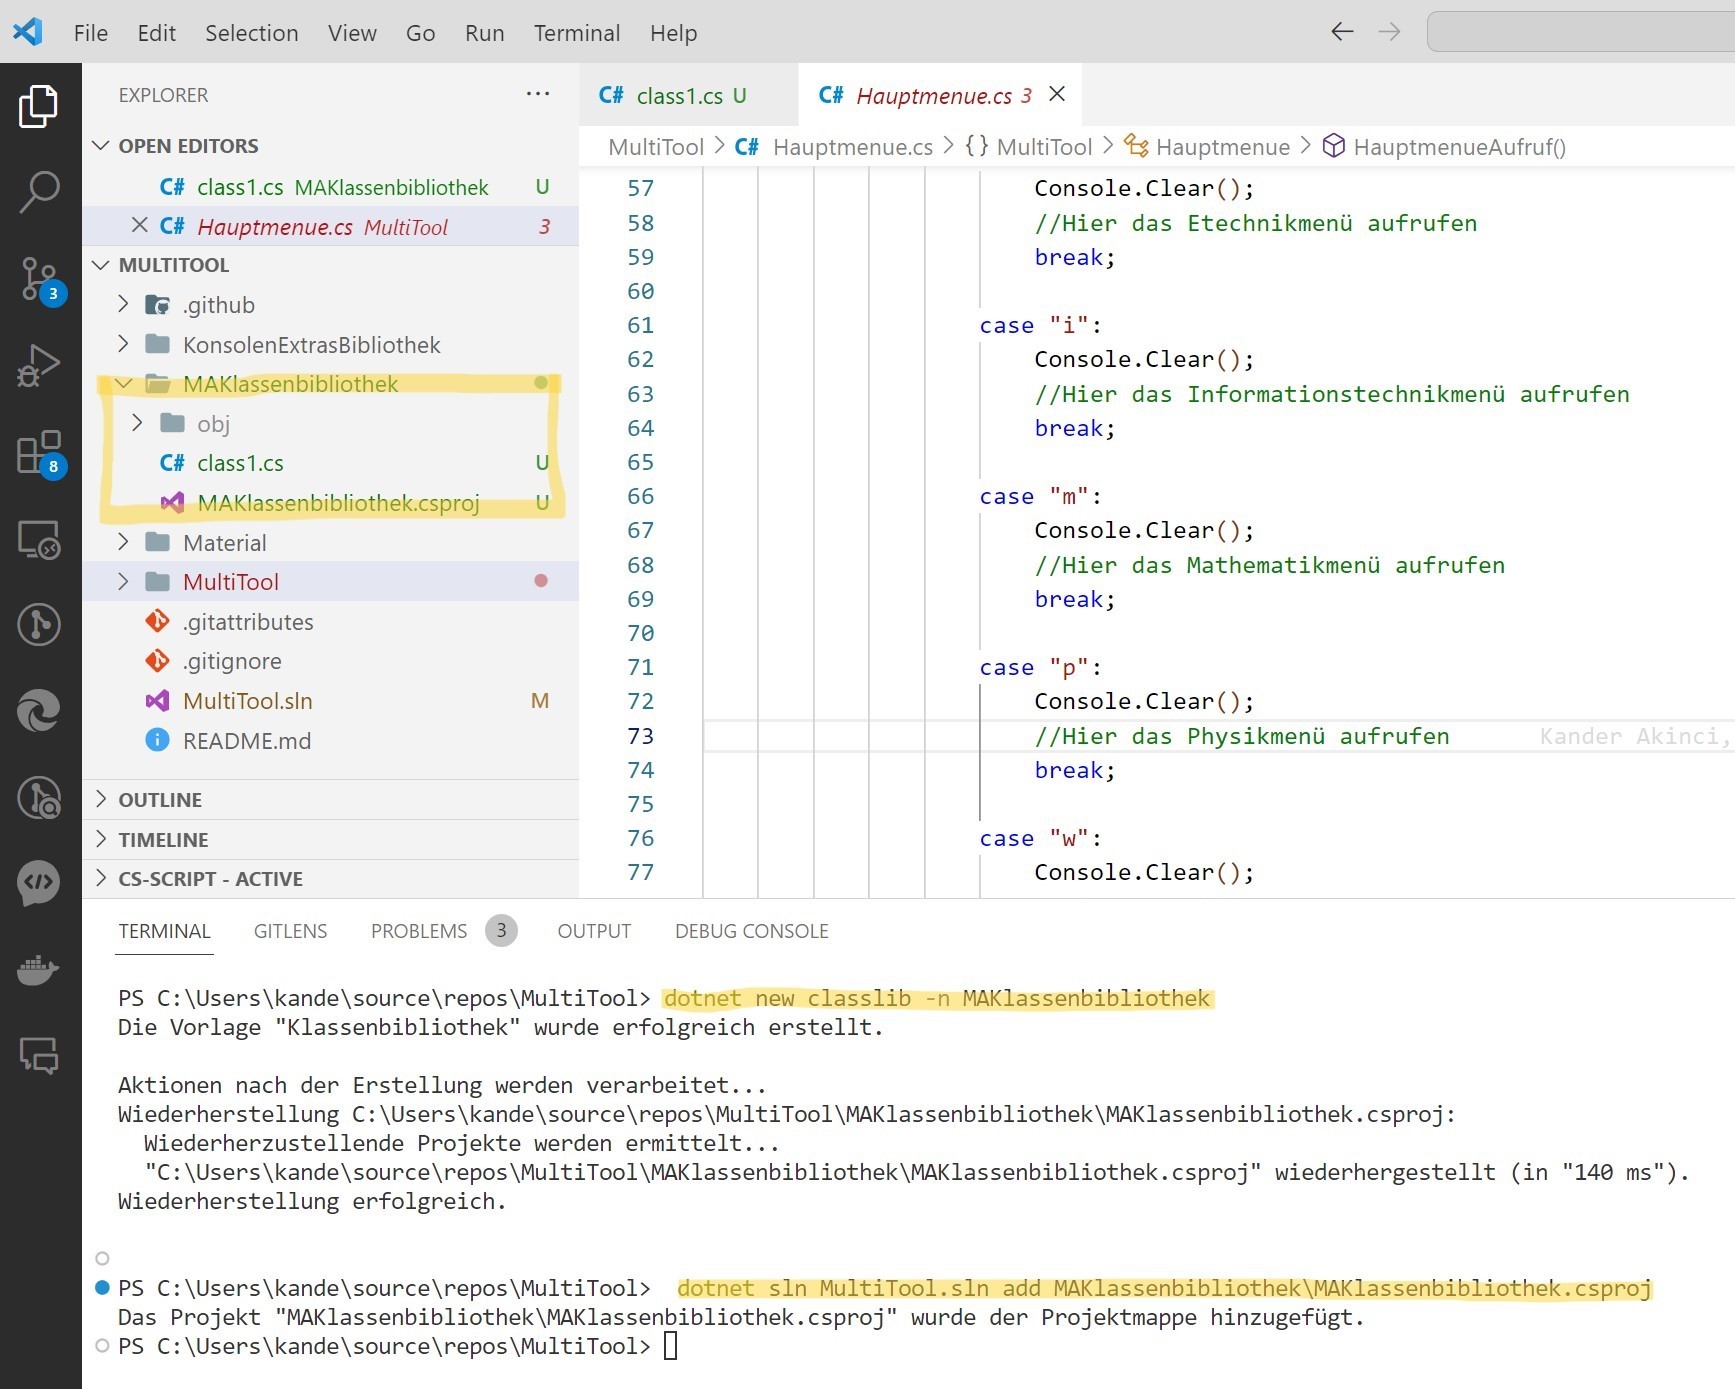 File Edit Selection View Go Run Terminal Help
EXPLORER ...
OPEN EDITORS
C# class1.cs MAKlassenbibliothek U
C# Hauptmenue.cs MultiTool 3
MULTITOOL
.github
KonsolenExtrasBibliothek
MAKlassenbibliothek
obj
C# class1.cs U
MAKlassenbibliothek.csproj U
Material
MultiTool
.gitattributes
.gitignore
MultiTool.sln M
README.md
OUTLINE
TIMELINE
CS-SCRIPT - ACTIVE
3
8
C# class1.cs U
C# Hauptmenue.cs 3
MultiTool > C# Hauptmenue.cs > {} MultiTool > Hauptmenue > HauptmenueAufruf()
57 Console.Clear();
58 //Hier das Etechnikmenü aufrufen
59 break;
60
61 case "i":
62 Console.Clear();
63 //Hier das Informationstechnikmenü aufrufen
64 break;
65
66 case "m":
67 Console.Clear();
68 //Hier das Mathematikmenü aufrufen
69 break;
70
71 case "p":
72 Console.Clear();
73 //Hier das Physikmenü aufrufen Kander Akinci,
74 break;
75
76 case "w":
77 Console.Clear();
TERMINAL GITLENS PROBLEMS 3 OUTPUT DEBUG CONSOLE
PS C:\Users\kande\source\repos\MultiTool> dotnet new classlib -n MAKlassenbibliothek
Die Vorlage "Klassenbibliothek" wurde erfolgreich erstellt.
Aktionen nach der Erstellung werden verarbeitet...
Wiederherstellung C:\Users\kande\source\repos\MultiTool\MAKlassenbibliothek\MAKlassenbibliothek.csproj:
Wiederherzustellende Projekte werden ermittelt...
"C:\Users\kande\source\repos\MultiTool\MAKlassenbibliothek\MAKlassenbibliothek.csproj" wiederhergestellt (in "140 ms").
Wiederherstellung erfolgreich.
PS C:\Users\kande\source\repos\MultiTool> dotnet sln MultiTool.sln add MAKlassenbibliothek\MAKlassenbibliothek.csproj
Das Projekt "MAKlassenbibliothek\MAKlassenbibliothek.csproj" wurde der Projektmappe hinzugefügt.
PS C:\Users\kande\source\repos\MultiTool>